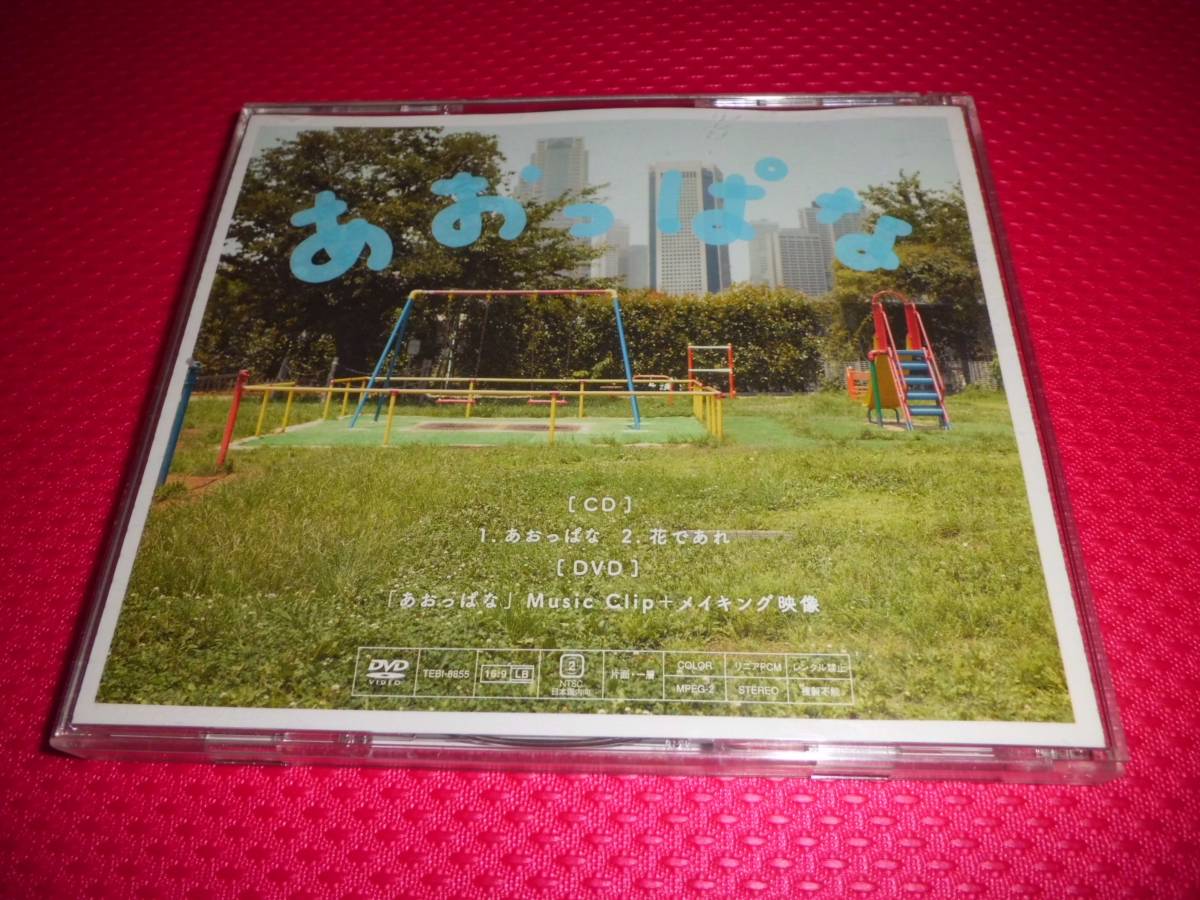 あおっぱな
[CD]
1. あおっぱな 2. 花であれ
[DVD]
「あおっぱな」 Music Clip+メイキング映像
DVD VIDEO TEBI-8855 16:9 LB 2 NTSC 日本国内向 片面・一層 COLOR リニアPCM レンタル禁止
MPEG-2 STEREO 複製不能